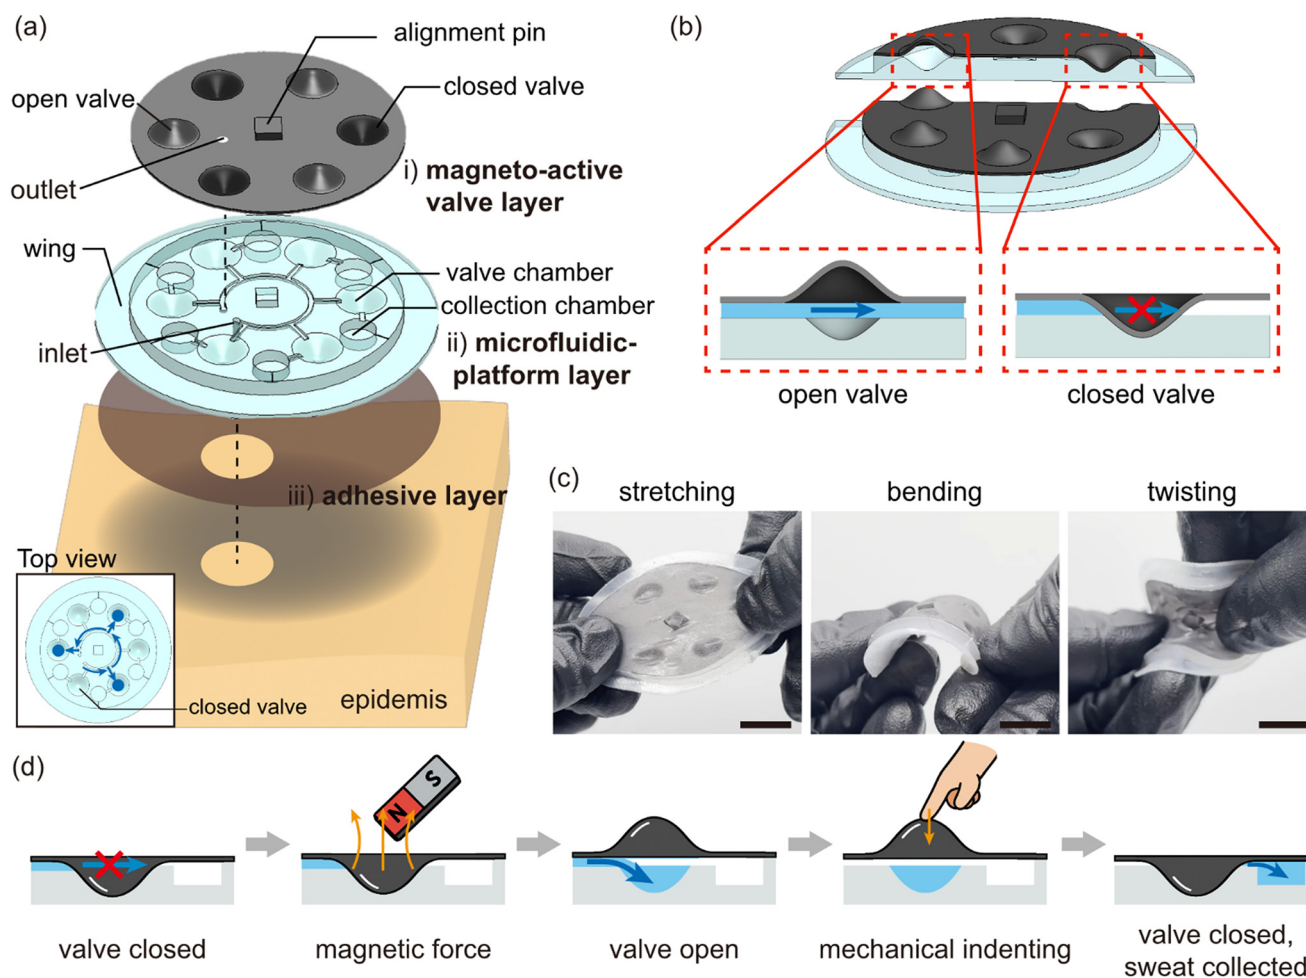 (a)
alignment pin
open valve
closed valve
outlet
i) magneto-active
valve layer
wing
valve chamber
collection chamber
inlet
ii) microfluidic-
platform layer
iii) adhesive layer
Top view
closed valve
epidemis
(b)
open valve
closed valve
(c)
stretching
bending
twisting
(d)
N
S
valve closed
magnetic force
valve open
mechanical indenting
valve closed,
sweat collected